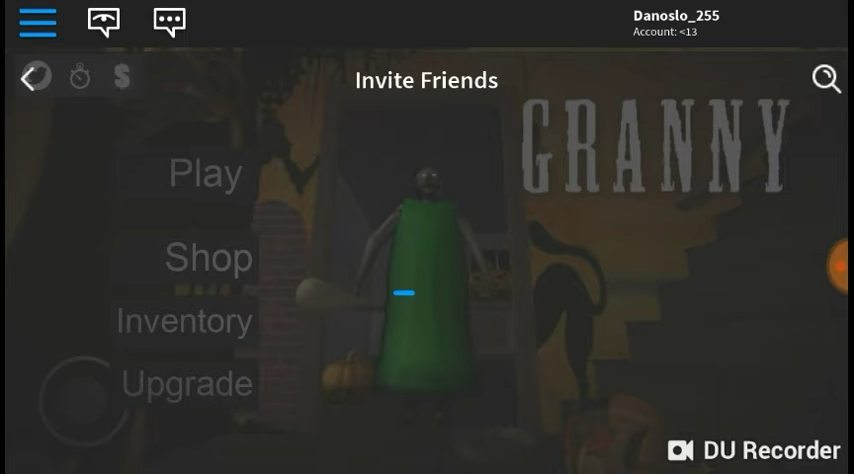 Danoslo_255
Account: <13
Invite Friends
GRANNY
Play
Shop
Inventory
Upgrade
DU Recorder